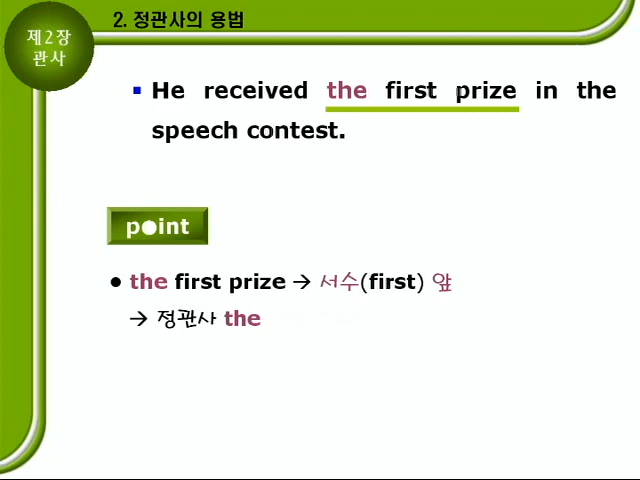 제2장
관사
2. 정관사의 용법
▪ He received the first prize in the
speech contest.
point
● the first prize → 서수(first) 앞
→ 정관사 the